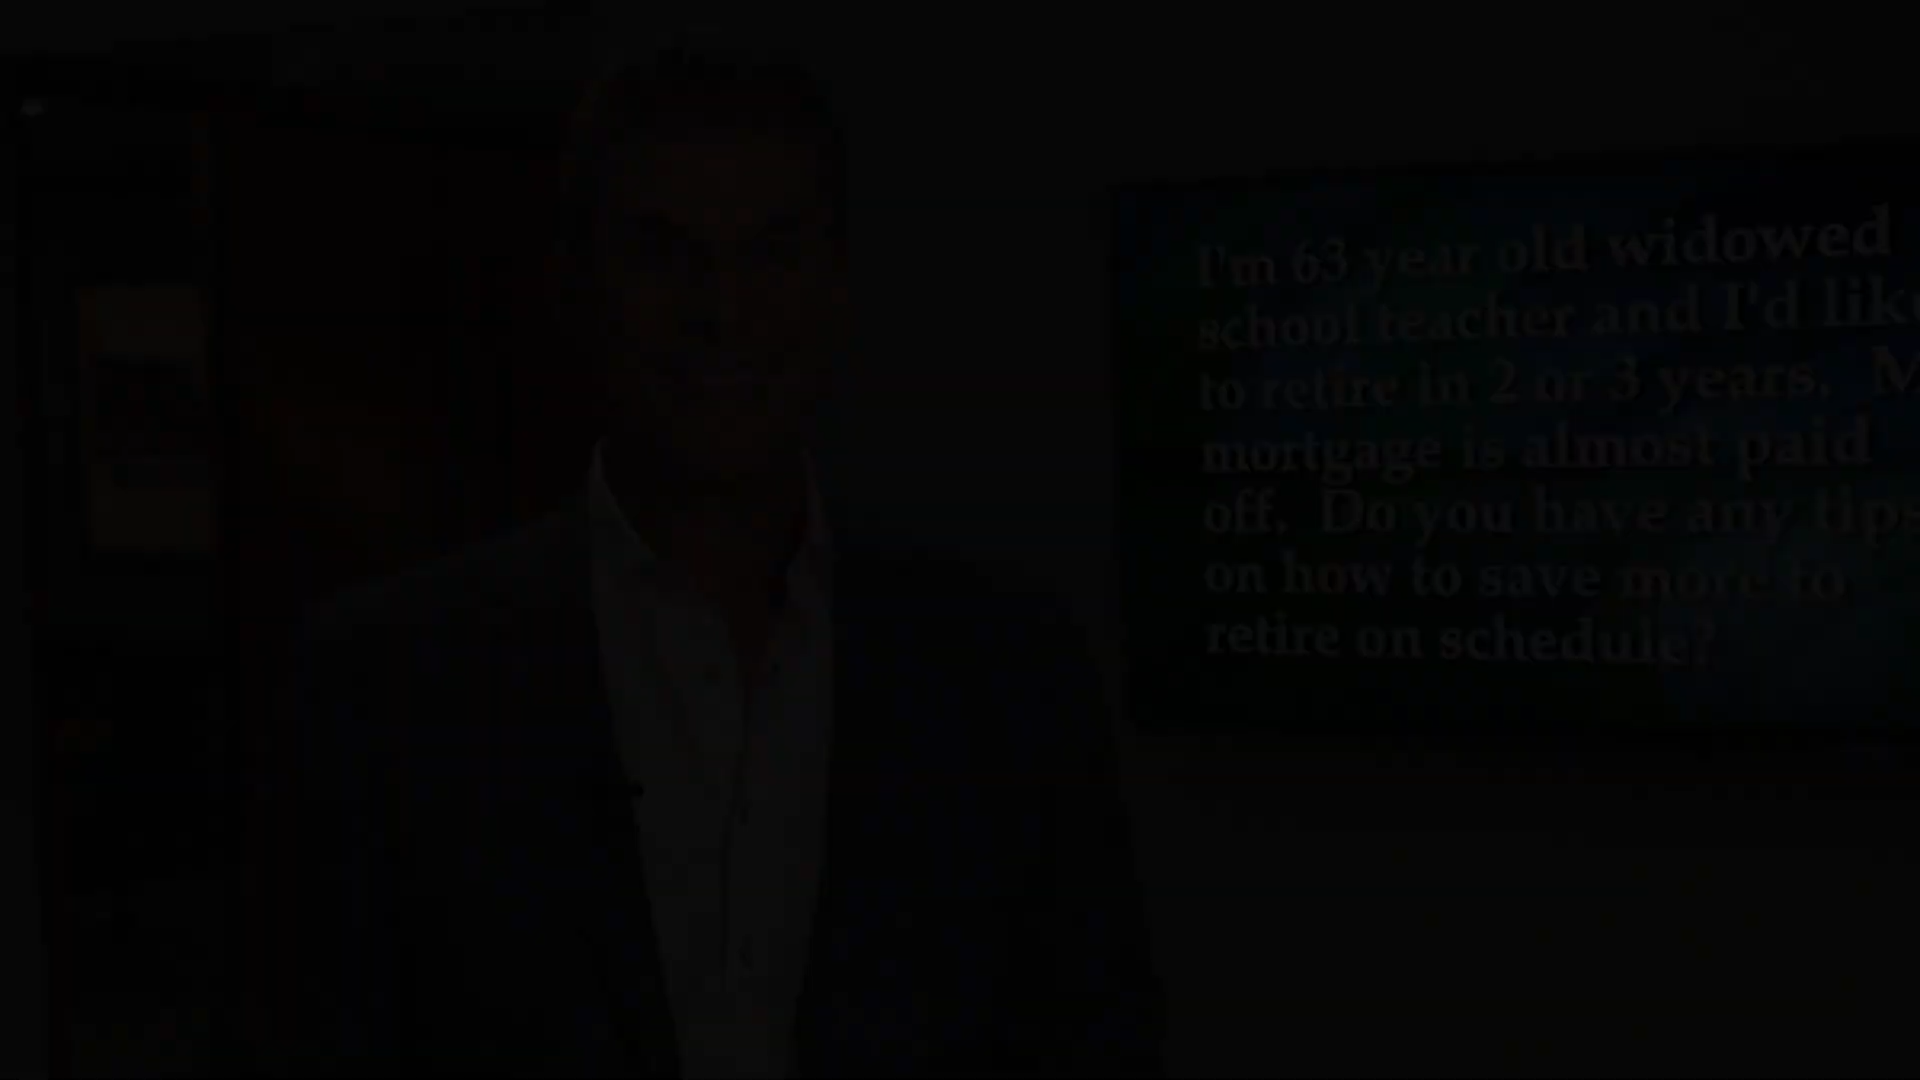 I'm 63 year old widowed
school teacher and I'd like
to retire in 2 or 3 years. M
mortgage is almost paid
off. Do you have any tips
on how to save more to
retire on schedule?